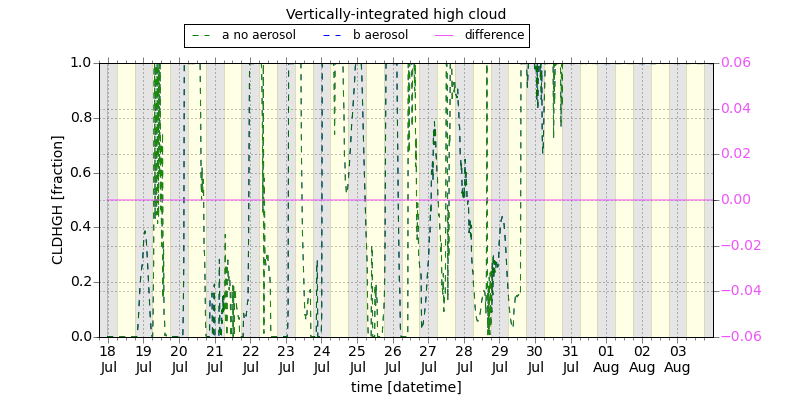 Vertically-integrated high cloud
a no aerosol b aerosol difference
CLDHGH [fraction]
1.0
0.8
0.6
0.4
0.2
0.0
0.06
0.04
0.02
0.00
−0.02
−0.04
−0.06
18 19 20 21 22 23 24 25 26 27 28 29 30 31 01 02 03
Jul Jul Jul Jul Jul Jul Jul Jul Jul Jul Jul Jul Jul Jul Aug Aug Aug
time [datetime]